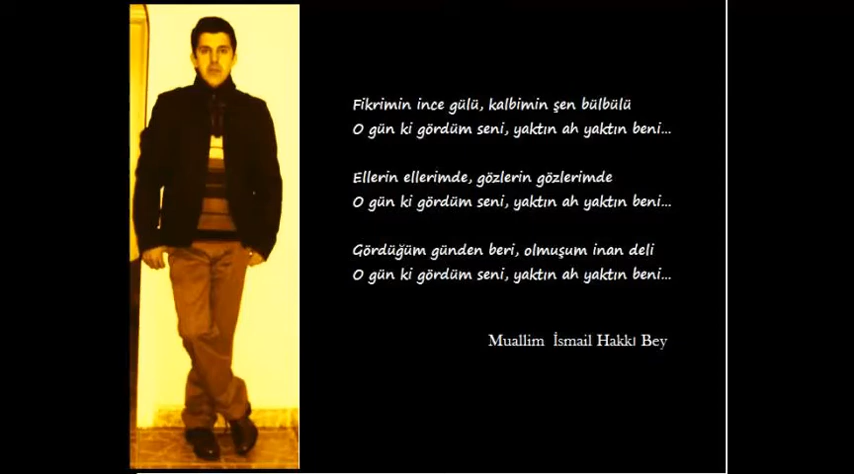 Fikrimin ince gülü, kalbimin şen bülbülü
O gün ki gördüm seni, yaktın ah yaktın beni...
Ellerin ellerimde, gözlerin gözlerimde
O gün ki gördüm seni, yaktın ah yaktın beni...
Gördüğüm günden beri, olmuşum inan deli
O gün ki gördüm seni, yaktın ah yaktın beni...
Muallim İsmail Hakkı Bey